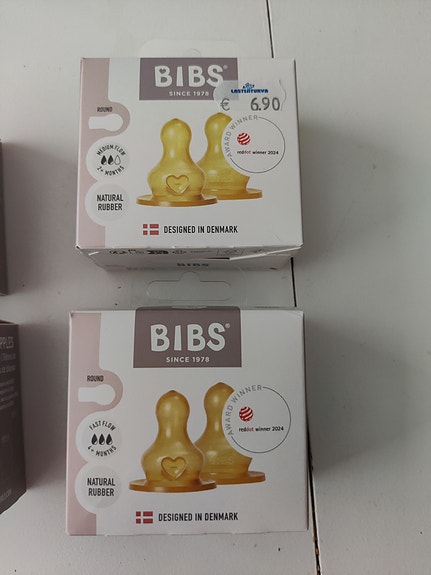 BIBS®
SINCE 1978
LASTENTURVA
€ 6.90
ROUND
AWARD WINNER
reddot winner 2024
MEDIUM FLOW
2+ MONTHS
NATURAL
RUBBER
DESIGNED IN DENMARK
BIBS®
SINCE 1978
ROUND
AWARD WINNER
reddot winner 2024
FAST FLOW
4+ MONTHS
NATURAL
RUBBER
DESIGNED IN DENMARK